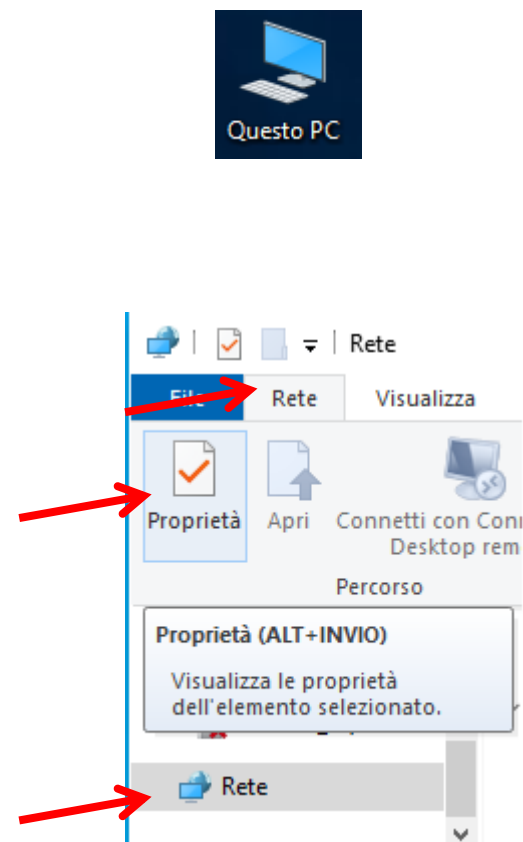 Questo PC
Rete
File Rete Visualizza
Proprietà Apri Connetti con
Desktop rem
Percorso
Proprietà (ALT+INVIO)
Visualizza le proprietà
dell'elemento selezionato.
Rete